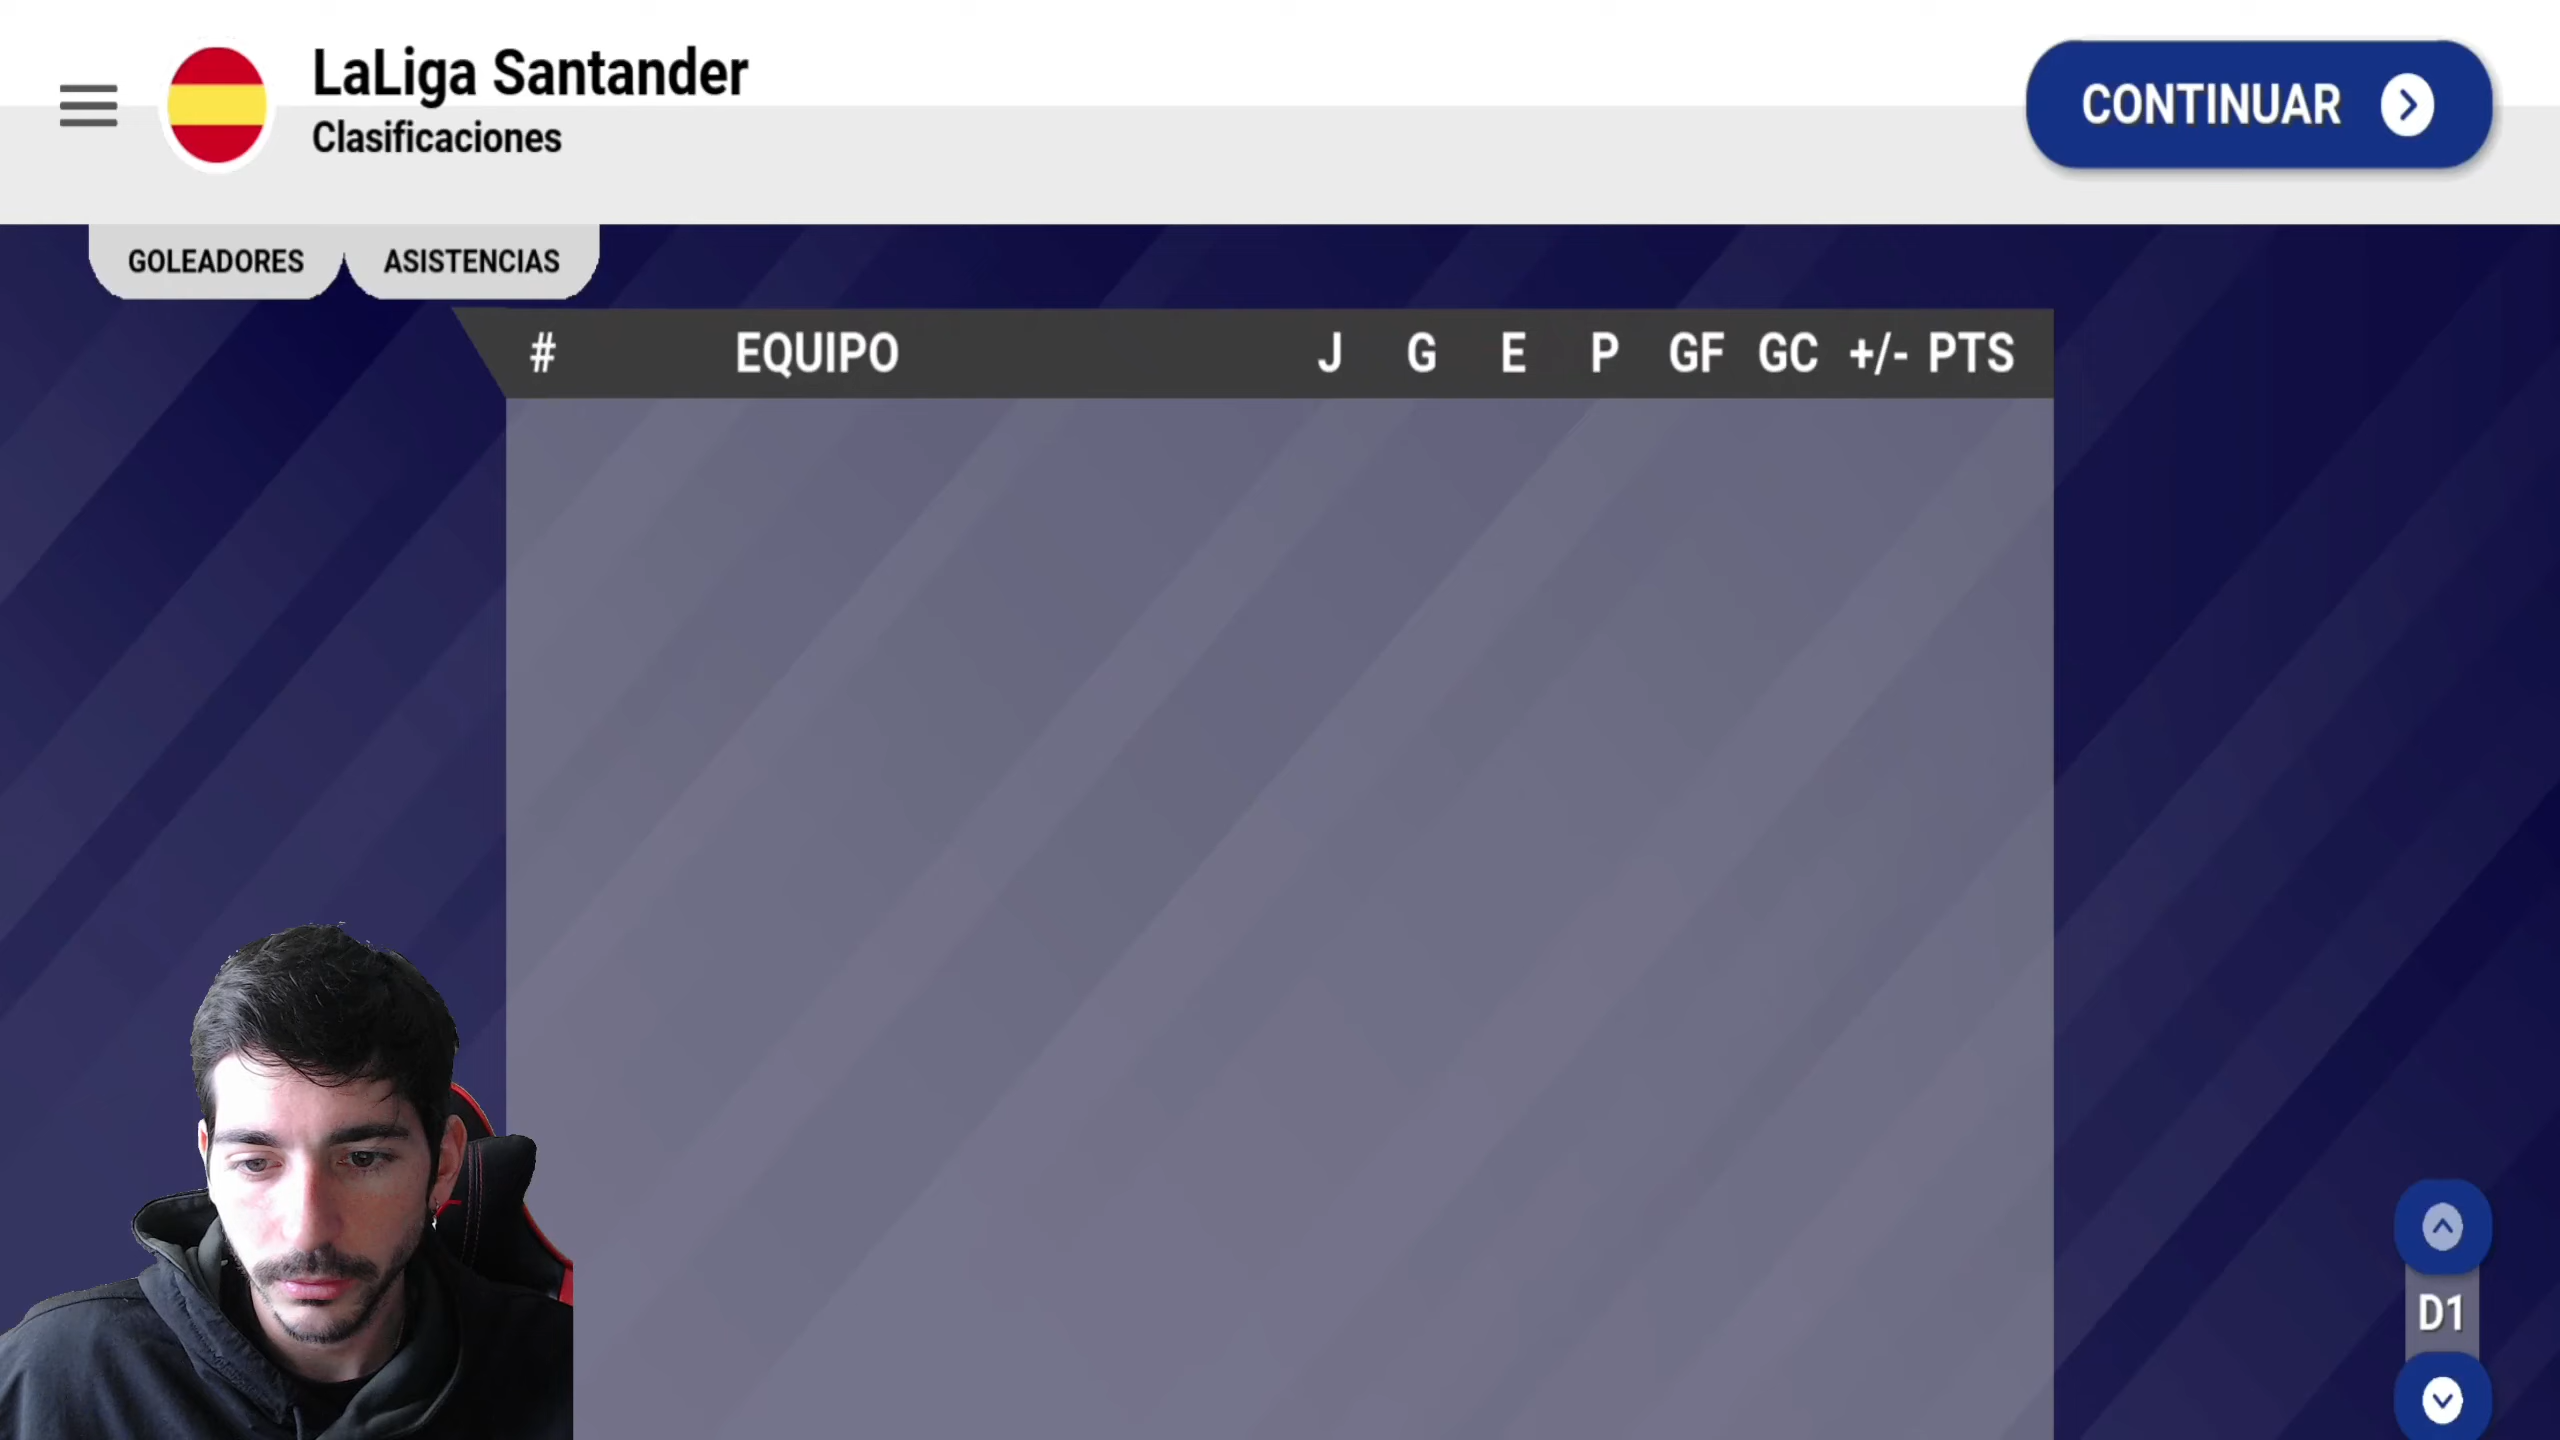 LaLiga Santander
Clasificaciones
CONTINUAR
GOLEADORES ASISTENCIAS
# EQUIPO J G E P GF GC +/- PTS
D1